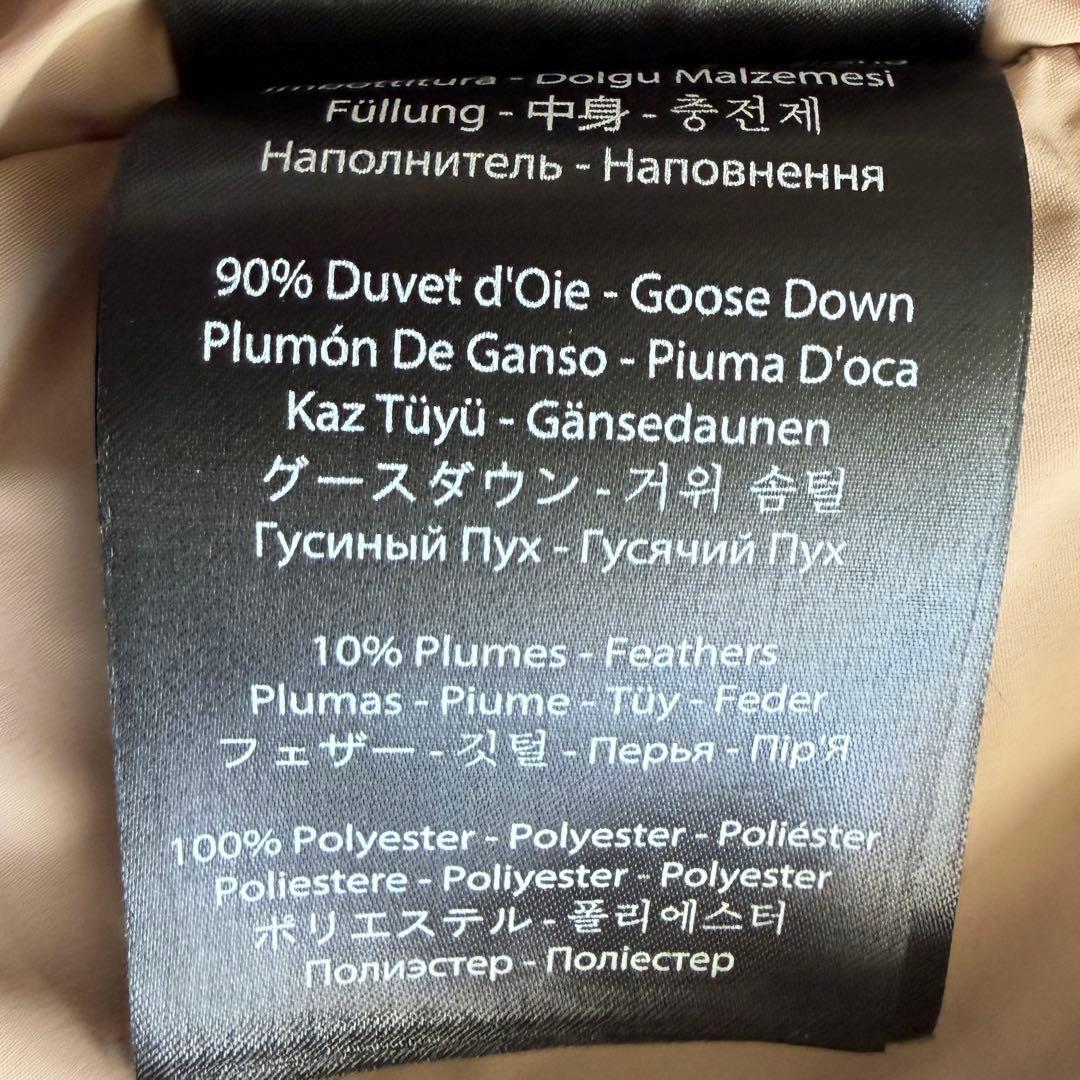 Imbottitura - Dolgu Malzemesi
Füllung - 中身 - 충전제
Наполнитель - Наповнення
90% Duvet d'Oie - Goose Down
Plumón De Ganso - Piuma D'oca
Kaz Tüyü - Gänsedaunen
グースダウン - 거위 솜털
Гусиный Пух - Гусячий Пух
10% Plumes - Feathers
Plumas - Piume - Tüy - Feder
フェザー - 깃털 - Перья - Пір'Я
100% Polyester - Polyester - Poliéster
Poliestere - Poliyester - Polyester
ポリエステル - 폴리에스터
Полиэстер - Поліестер